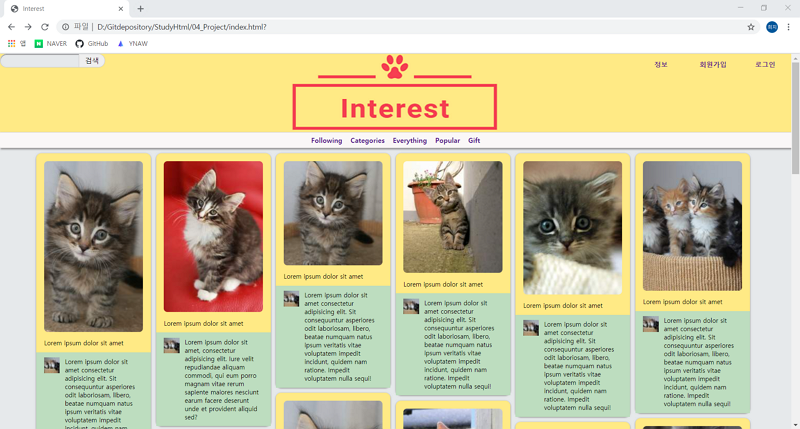 Interest
파일
D:/Gitdepository/StudyHtml/04_Project/index.html?
희지
앱
NAVER
GitHub
YNAW
검색
정보
회원가입
로그인
Interest
Following Categories Everything Popular Gift
Lorem ipsum dolor sit amet
Lorem ipsum dolor sit
amet consectetur
adipisicing elit. Sit
consequuntur asperiores
odit laboriosam, libero,
beatae numquam natus
ipsum veritatis vitae
voluptatem impedit
incidunt, quidem nam
Lorem ipsum dolor sit amet
Lorem ipsum dolor sit
amet, consectetur
adipisicing elit. Iure velit
repudiandae aliquam
commodi, qui eum porro
magnam vitae rerum
sapiente maiores nesciunt
earum facere deserunt
unde et provident aliquid
sed?
Lorem ipsum dolor sit amet
Lorem ipsum dolor sit
amet consectetur
adipisicing elit. Sit
consequuntur asperiores
odit laboriosam, libero,
beatae numquam natus
ipsum veritatis vitae
voluptatem impedit
incidunt, quidem nam
ratione. Impedit
voluptatem nulla sequi!
Lorem ipsum dolor sit amet
Lorem ipsum dolor sit
amet consectetur
adipisicing elit. Sit
consequuntur asperiores
odit laboriosam, libero,
beatae numquam natus
ipsum veritatis vitae
voluptatem impedit
incidunt, quidem nam
ratione. Impedit
voluptatem nulla sequi!
Lorem ipsum dolor sit amet
Lorem ipsum dolor sit
amet consectetur
adipisicing elit. Sit
consequuntur asperiores
odit laboriosam, libero,
beatae numquam natus
ipsum veritatis vitae
voluptatem impedit
incidunt, quidem nam
ratione. Impedit
voluptatem nulla sequi!
Lorem ipsum dolor sit amet
Lorem ipsum dolor sit
amet consectetur
adipisicing elit. Sit
consequuntur asperiores
odit laboriosam, libero,
beatae numquam natus
ipsum veritatis vitae
voluptatem impedit
incidunt, quidem nam
ratione. Impedit
voluptatem nulla sequi!